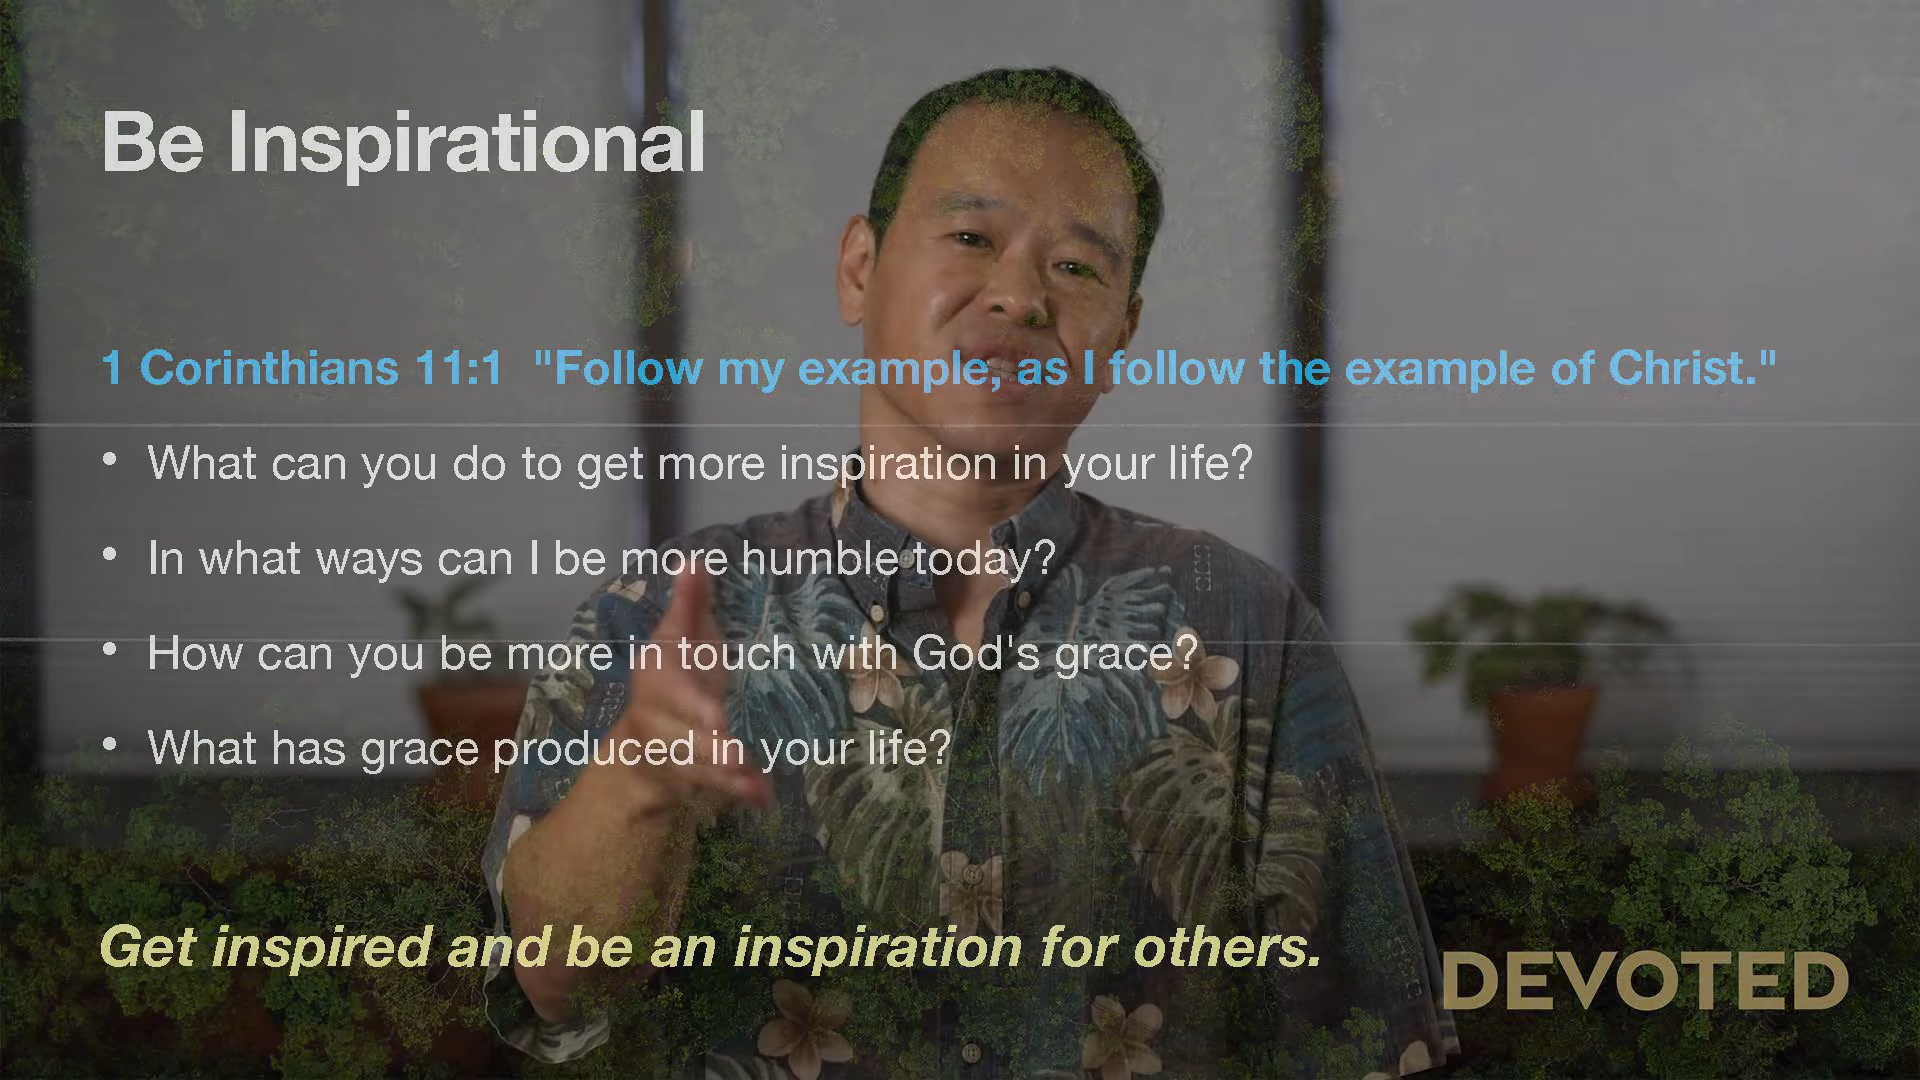 Be Inspirational
1 Corinthians 11:1 "Follow my example, as I follow the example of Christ."
• What can you do to get more inspiration in your life?
• In what ways can I be more humble today?
• How can you be more in touch with God's grace?
• What has grace produced in your life?
Get inspired and be an inspiration for others.
DEVOTED